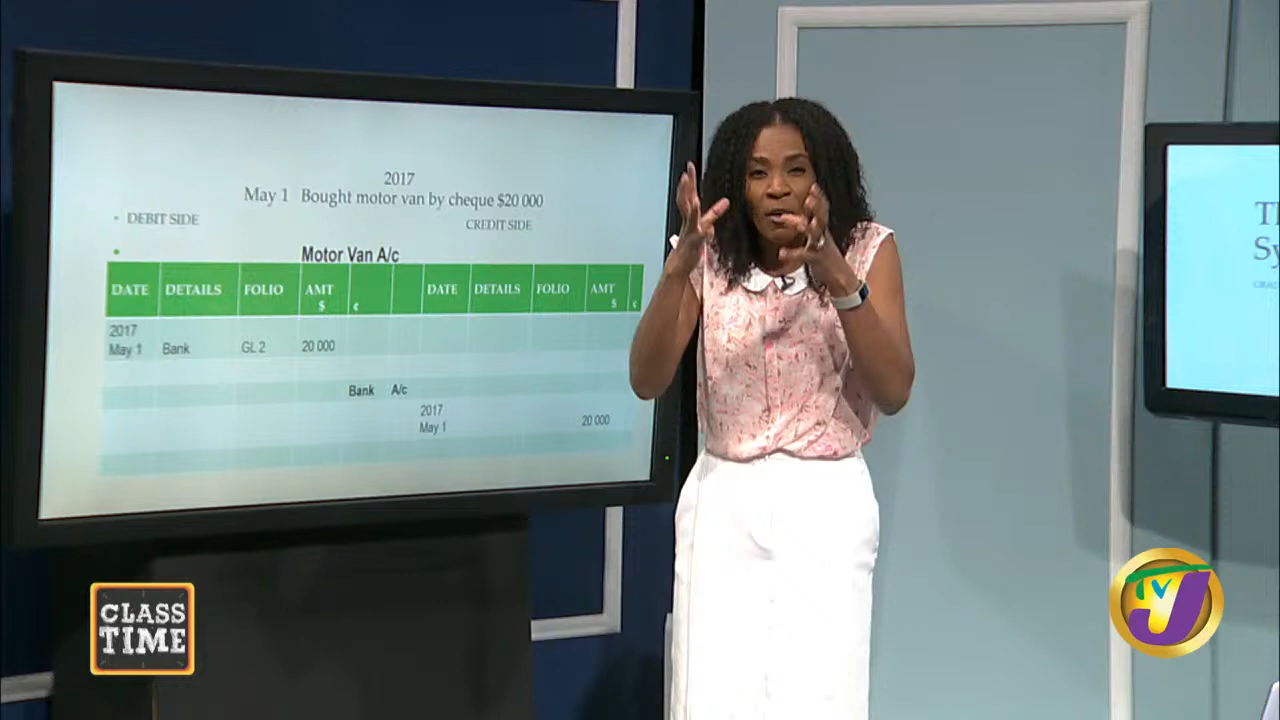 2017
May 1 Bought motor van by cheque $20 000
• DEBIT SIDE CREDIT SIDE
• Motor Van A/c
DATE DETAILS FOLIO AMT DATE DETAILS FOLIO AMT
$ ¢ $ ¢
2017
May 1 Bank GL 2 20 000
Bank A/c
2017
May 1 20 000
CLASS
TIME
TVJ